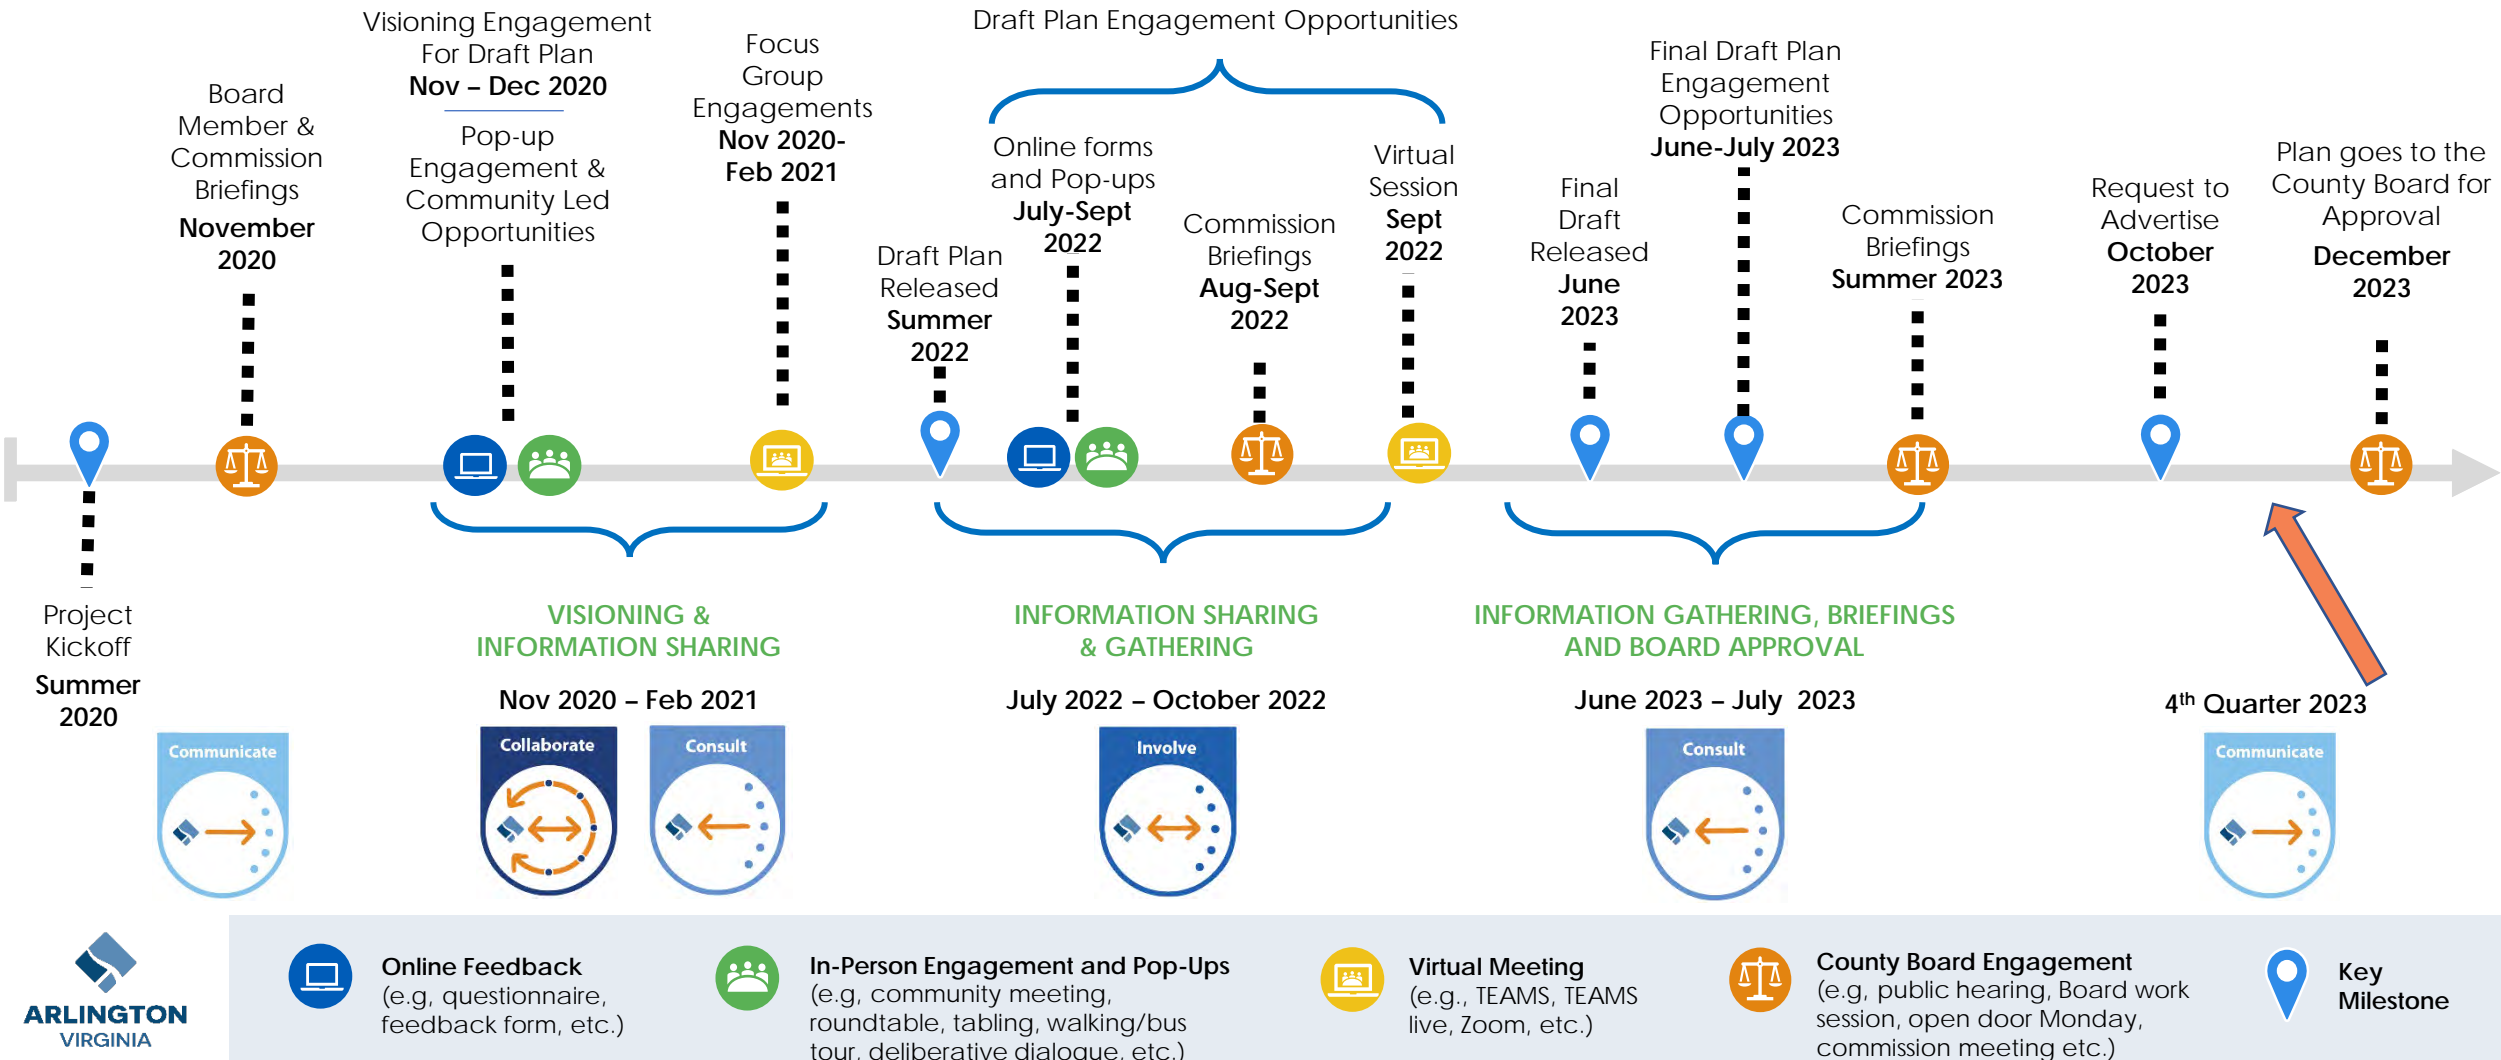 Visioning Engagement
For Draft Plan
Nov – Dec 2020
Pop-up
Engagement &
Community Led
Opportunities
Board
Member &
Commission
Briefings
November
2020
Focus
Group
Engagements
Nov 2020-
Feb 2021
Draft Plan Engagement Opportunities
Draft Plan
Released
Summer
2022
Online forms
and Pop-ups
July-Sept
2022
Commission
Briefings
Aug-Sept
2022
Virtual
Session
Sept
2022
Final
Draft
Released
June
2023
Final Draft Plan
Engagement
Opportunities
June-July 2023
Commission
Briefings
Summer 2023
Request to
Advertise
October
2023
Plan goes to the
County Board for
Approval
December
2023
Project
Kickoff
Summer
2020
VISIONING &
INFORMATION SHARING
Nov 2020 – Feb 2021
INFORMATION SHARING
& GATHERING
July 2022 – October 2022
INFORMATION GATHERING, BRIEFINGS
AND BOARD APPROVAL
June 2023 – July 2023
4th Quarter 2023
Communicate
Collaborate
Consult
Involve
Consult
Communicate
ARLINGTON
VIRGINIA
Online Feedback
(e.g, questionnaire,
feedback form, etc.)
In-Person Engagement and Pop-Ups
(e.g, community meeting,
roundtable, tabling, walking/bus
tour, deliberative dialogue, etc.)
Virtual Meeting
(e.g., TEAMS, TEAMS
live, Zoom, etc.)
County Board Engagement
(e.g, public hearing, Board work
session, open door Monday,
commission meeting etc.)
Key
Milestone